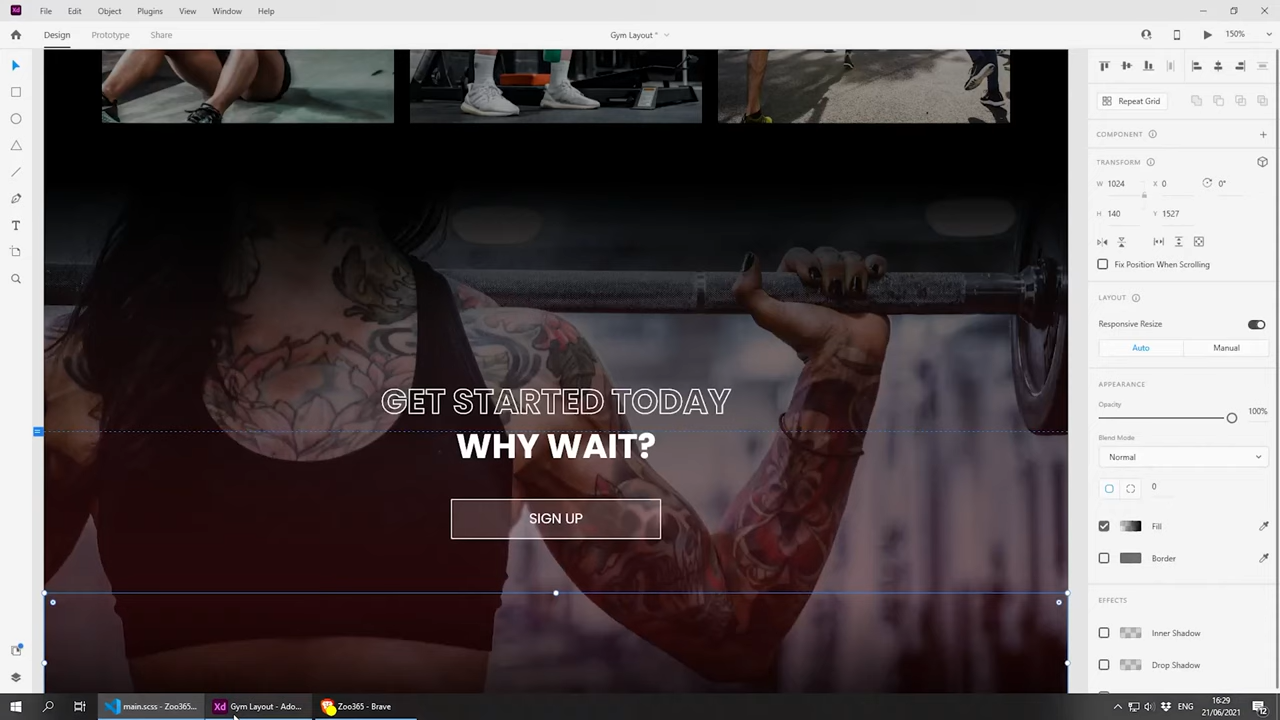 File Edit Object Plugins View Window Help
Design Prototype Share Gym Layout * 150%
Repeat Grid
COMPONENT
TRANSFORM
W 1024 X 0 0°
H 140 Y 1527
Fix Position When Scrolling
LAYOUT
Responsive Resize
Auto Manual
APPEARANCE
Opacity
100%
Blend Mode
Normal
0
Fill
Border
EFFECTS
Inner Shadow
Drop Shadow
GET STARTED TODAY
WHY WAIT?
SIGN UP
main.scss - Zoo365... Xd Gym Layout - Ado... Zoo365 - Brave ENG 16:29
21/06/2021